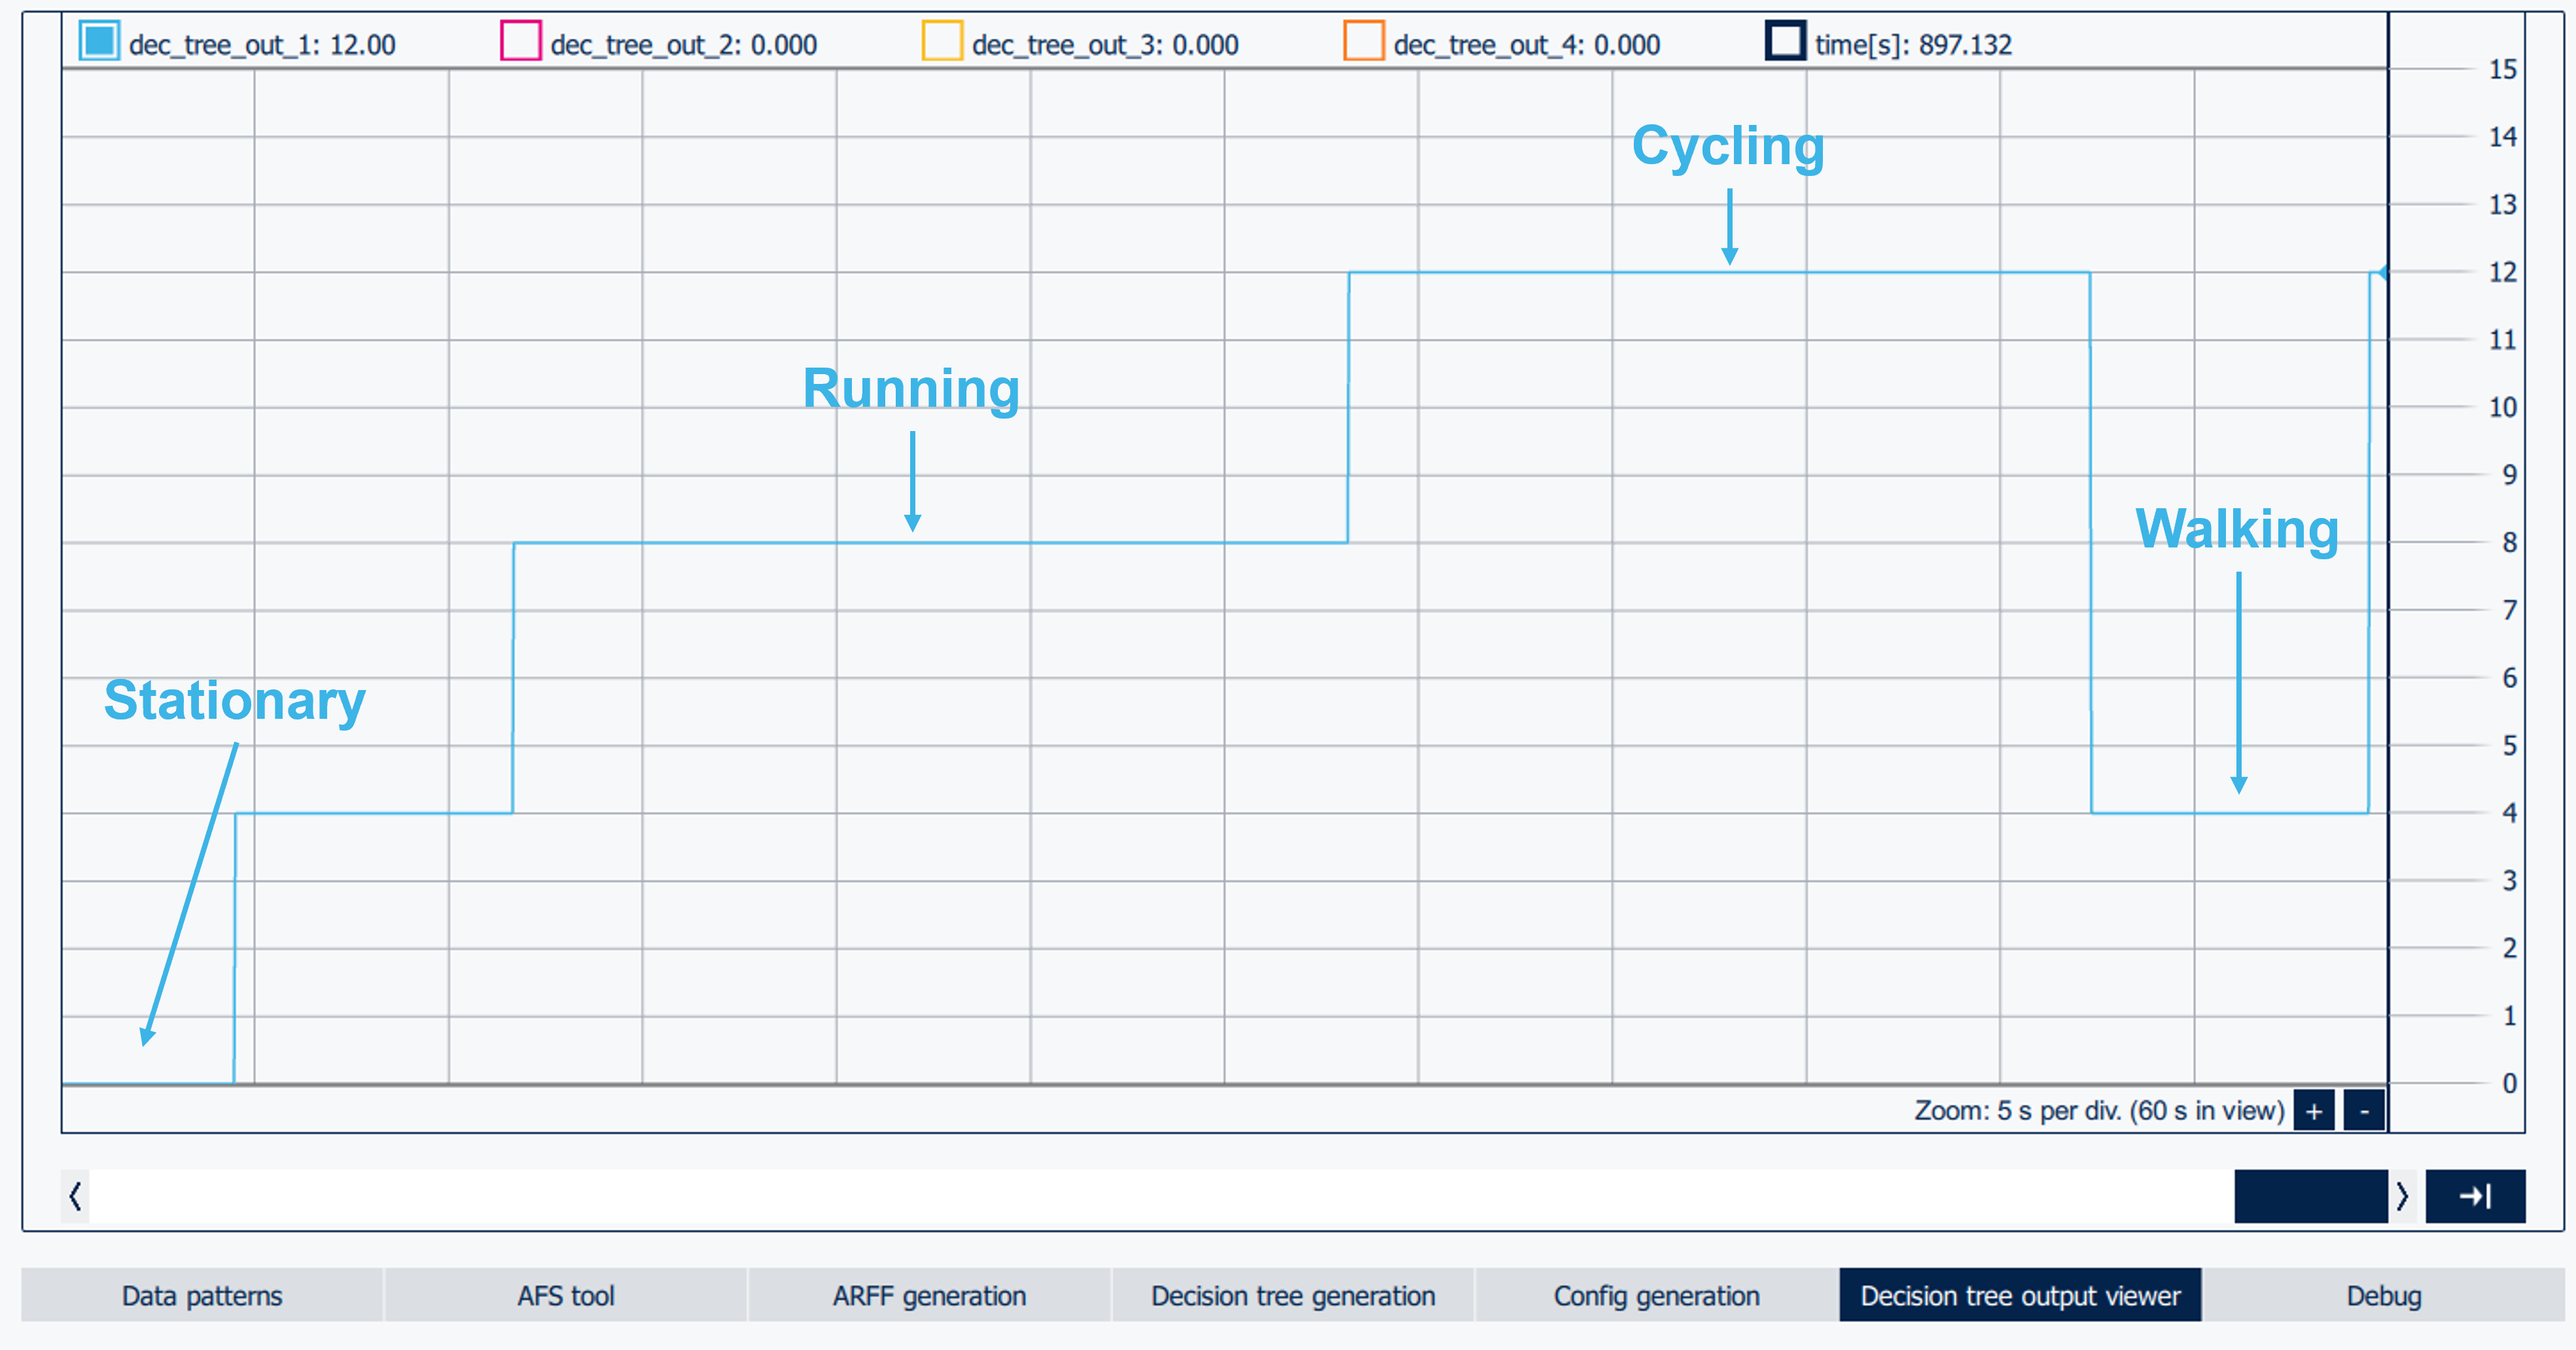 dec_tree_out_1: 12.00 dec_tree_out_2: 0.000 dec_tree_out_3: 0.000 dec_tree_out_4: 0.000 time[s]: 897.132
15
14
Cycling
13
12
11
Running
10
9
Walking
8
7
Stationary
6
5
4
3
2
1
0
Zoom: 5 s per div. (60 s in view) + -
Data patterns AFS tool ARFF generation Decision tree generation Config generation Decision tree output viewer Debug